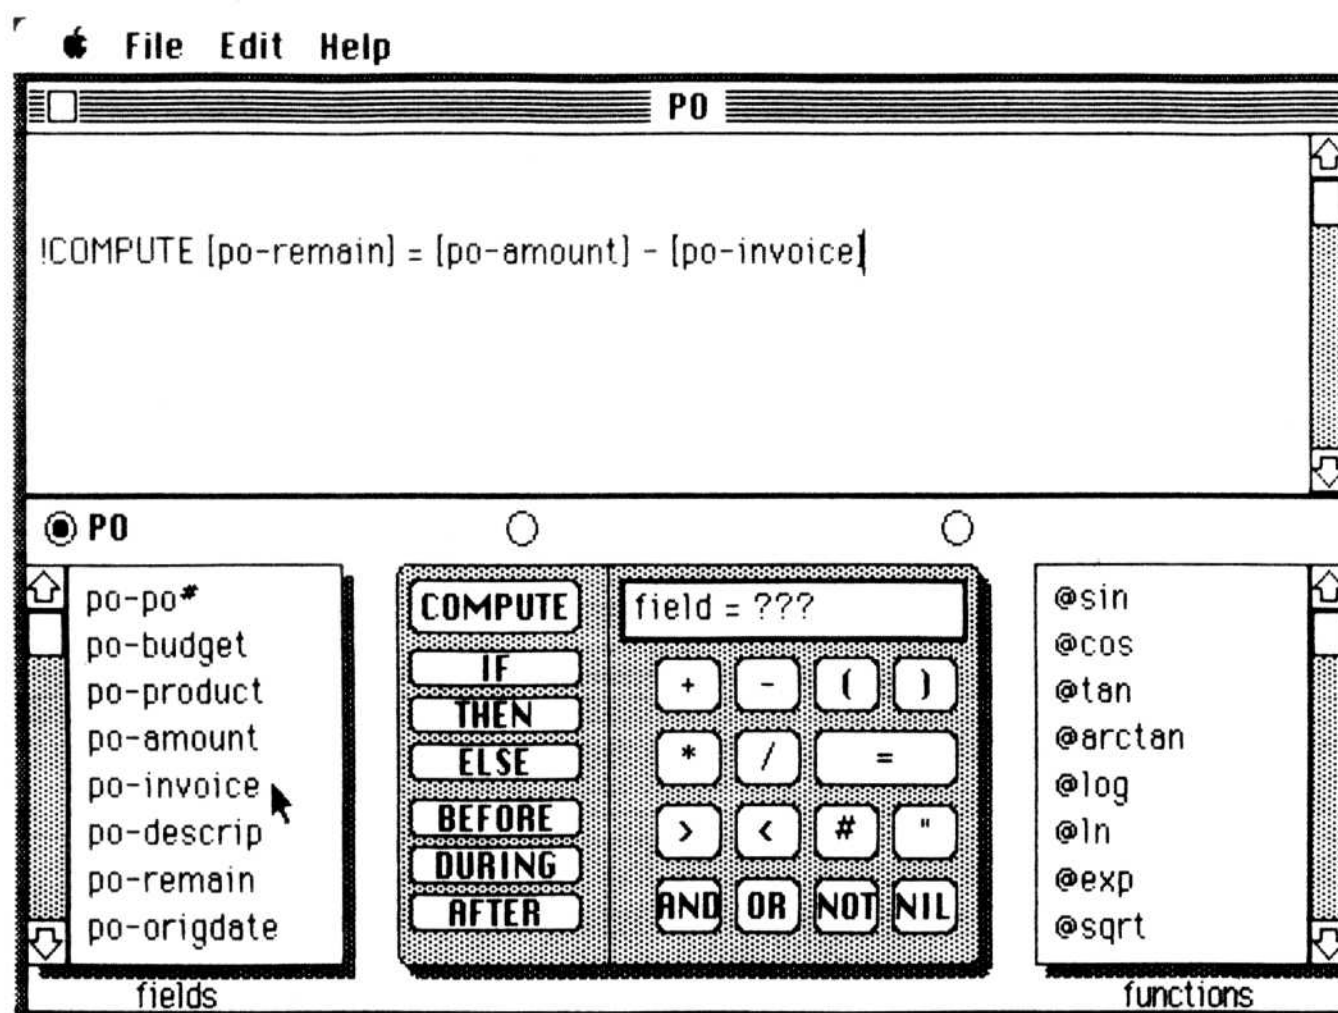 File Edit Help
PO
!COMPUTE [po-remain] = [po-amount] - [po-invoice]
PO
po-po#
po-budget
po-product
po-amount
po-invoice
po-descrip
po-remain
po-origdate
fields
COMPUTE
IF
THEN
ELSE
BEFORE
DURING
AFTER
field = ???
+ - ( )
* / =
> < # "
AND OR NOT NIL
@sin
@cos
@tan
@arctan
@log
@ln
@exp
@sqrt
functions